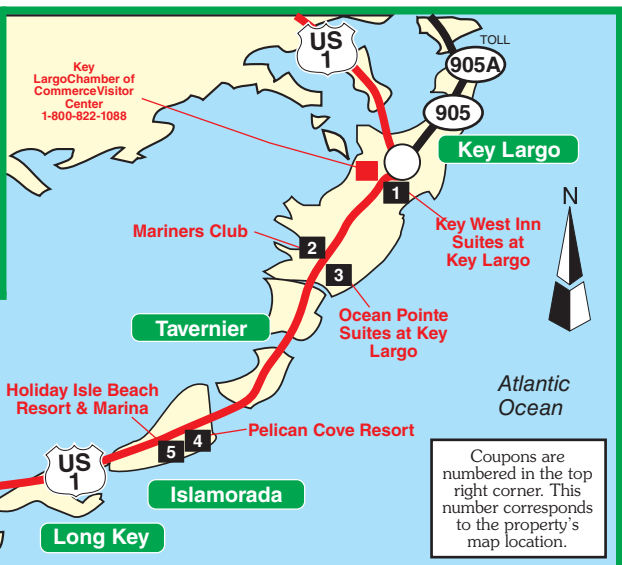 US
1
TOLL
905A
905
Key
LargoChamber of
CommerceVisitor
Center
1-800-822-1088
Key Largo
1
N
Key West Inn
Suites at
Key Largo
Mariners Club
2
3
Ocean Pointe
Suites at Key
Largo
Tavernier
Atlantic
Ocean
Holiday Isle Beach
Resort & Marina
Pelican Cove Resort
4
5
US
1
Islamorada
Long Key
Coupons are
numbered in the top
right corner. This
number corresponds
to the property's
map location.